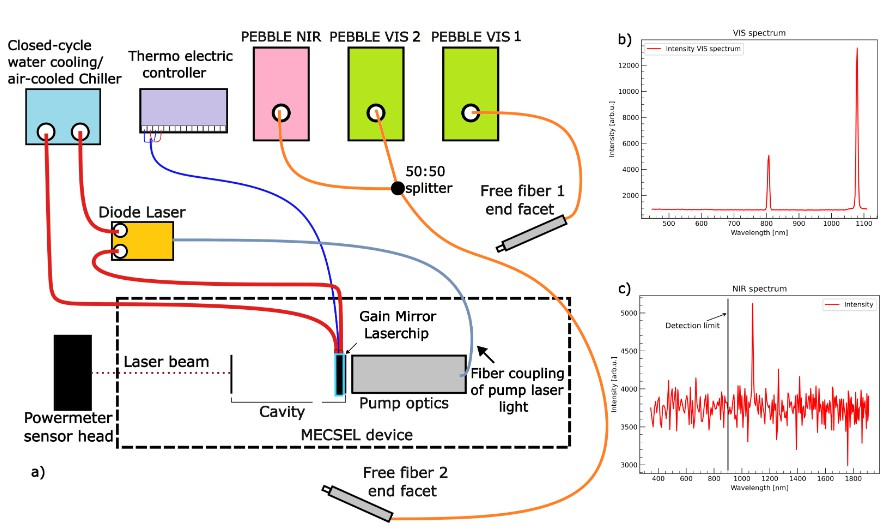 PEBBLE NIR
PEBBLE VIS 2
PEBBLE VIS 1
Closed-cycle
water cooling/
air-cooled Chiller
Thermo electric
controller
50:50
splitter
Free fiber 1
end facet
Diode Laser
Gain Mirror
Laserchip
Laser beam
Fiber coupling
of pump laser
light
Cavity
Pump optics
Powermeter
sensor head
MECSEL device
a)
Free fiber 2
end facet
b)
VIS spectrum
Intensity VIS spectrum
Intensity [arb.u.]
12000
10000
8000
6000
4000
2000
500 600 700 800 900 1000 1100
Wavelength [nm]
c)
NIR spectrum
Intensity
Detection limit
Intensity [arb.u.]
5000
4500
4000
3500
3000
400 600 800 1000 1200 1400 1600 1800
Wavelength [nm]